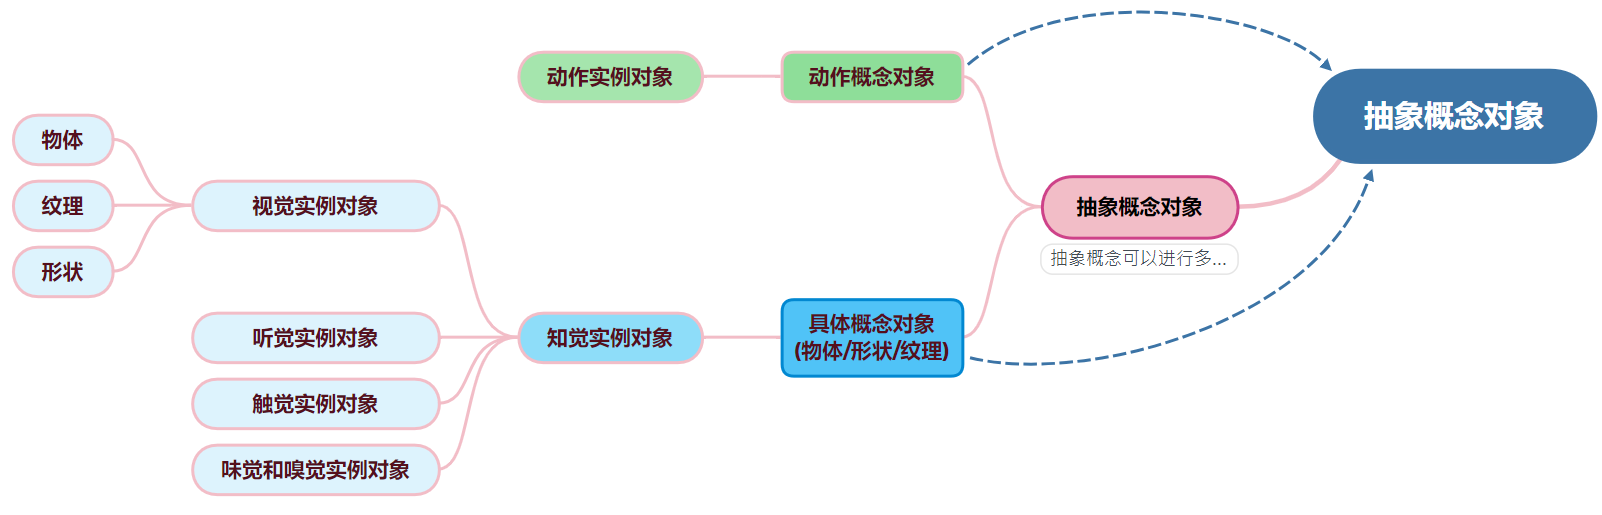 动作实例对象
动作概念对象
抽象概念对象
物体
纹理
形状
视觉实例对象
抽象概念对象
抽象概念可以进行多...
听觉实例对象
知觉实例对象
具体概念对象
(物体/形状/纹理)
触觉实例对象
味觉和嗅觉实例对象